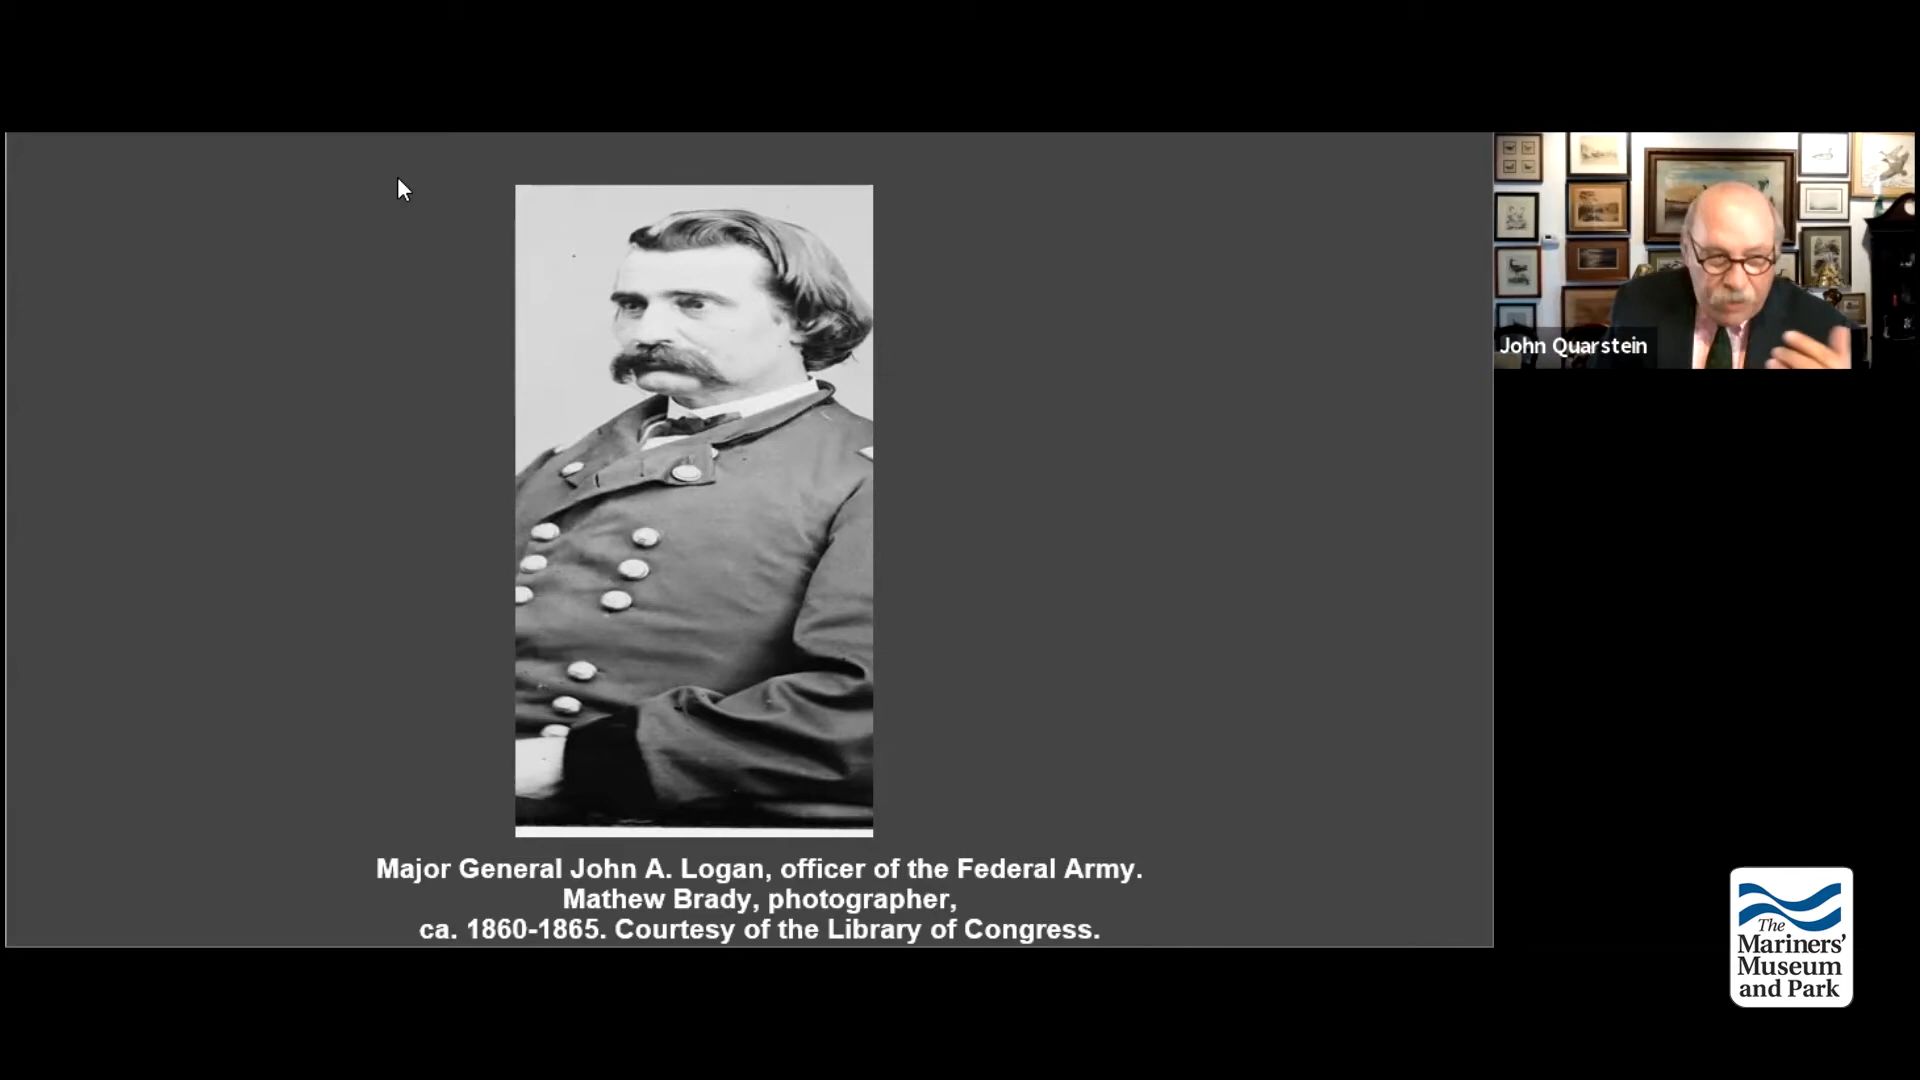 John Quarstein
Major General John A. Logan, officer of the Federal Army.
Mathew Brady, photographer,
ca. 1860-1865. Courtesy of the Library of Congress.
The
Mariners'
Museum
and Park